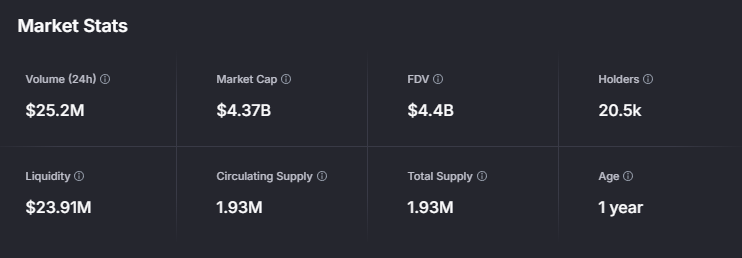 Market Stats
Volume (24h) Market Cap FDV Holders
$25.2M $4.37B $4.4B 20.5k
Liquidity Circulating Supply Total Supply Age
$23.91M 1.93M 1.93M 1 year